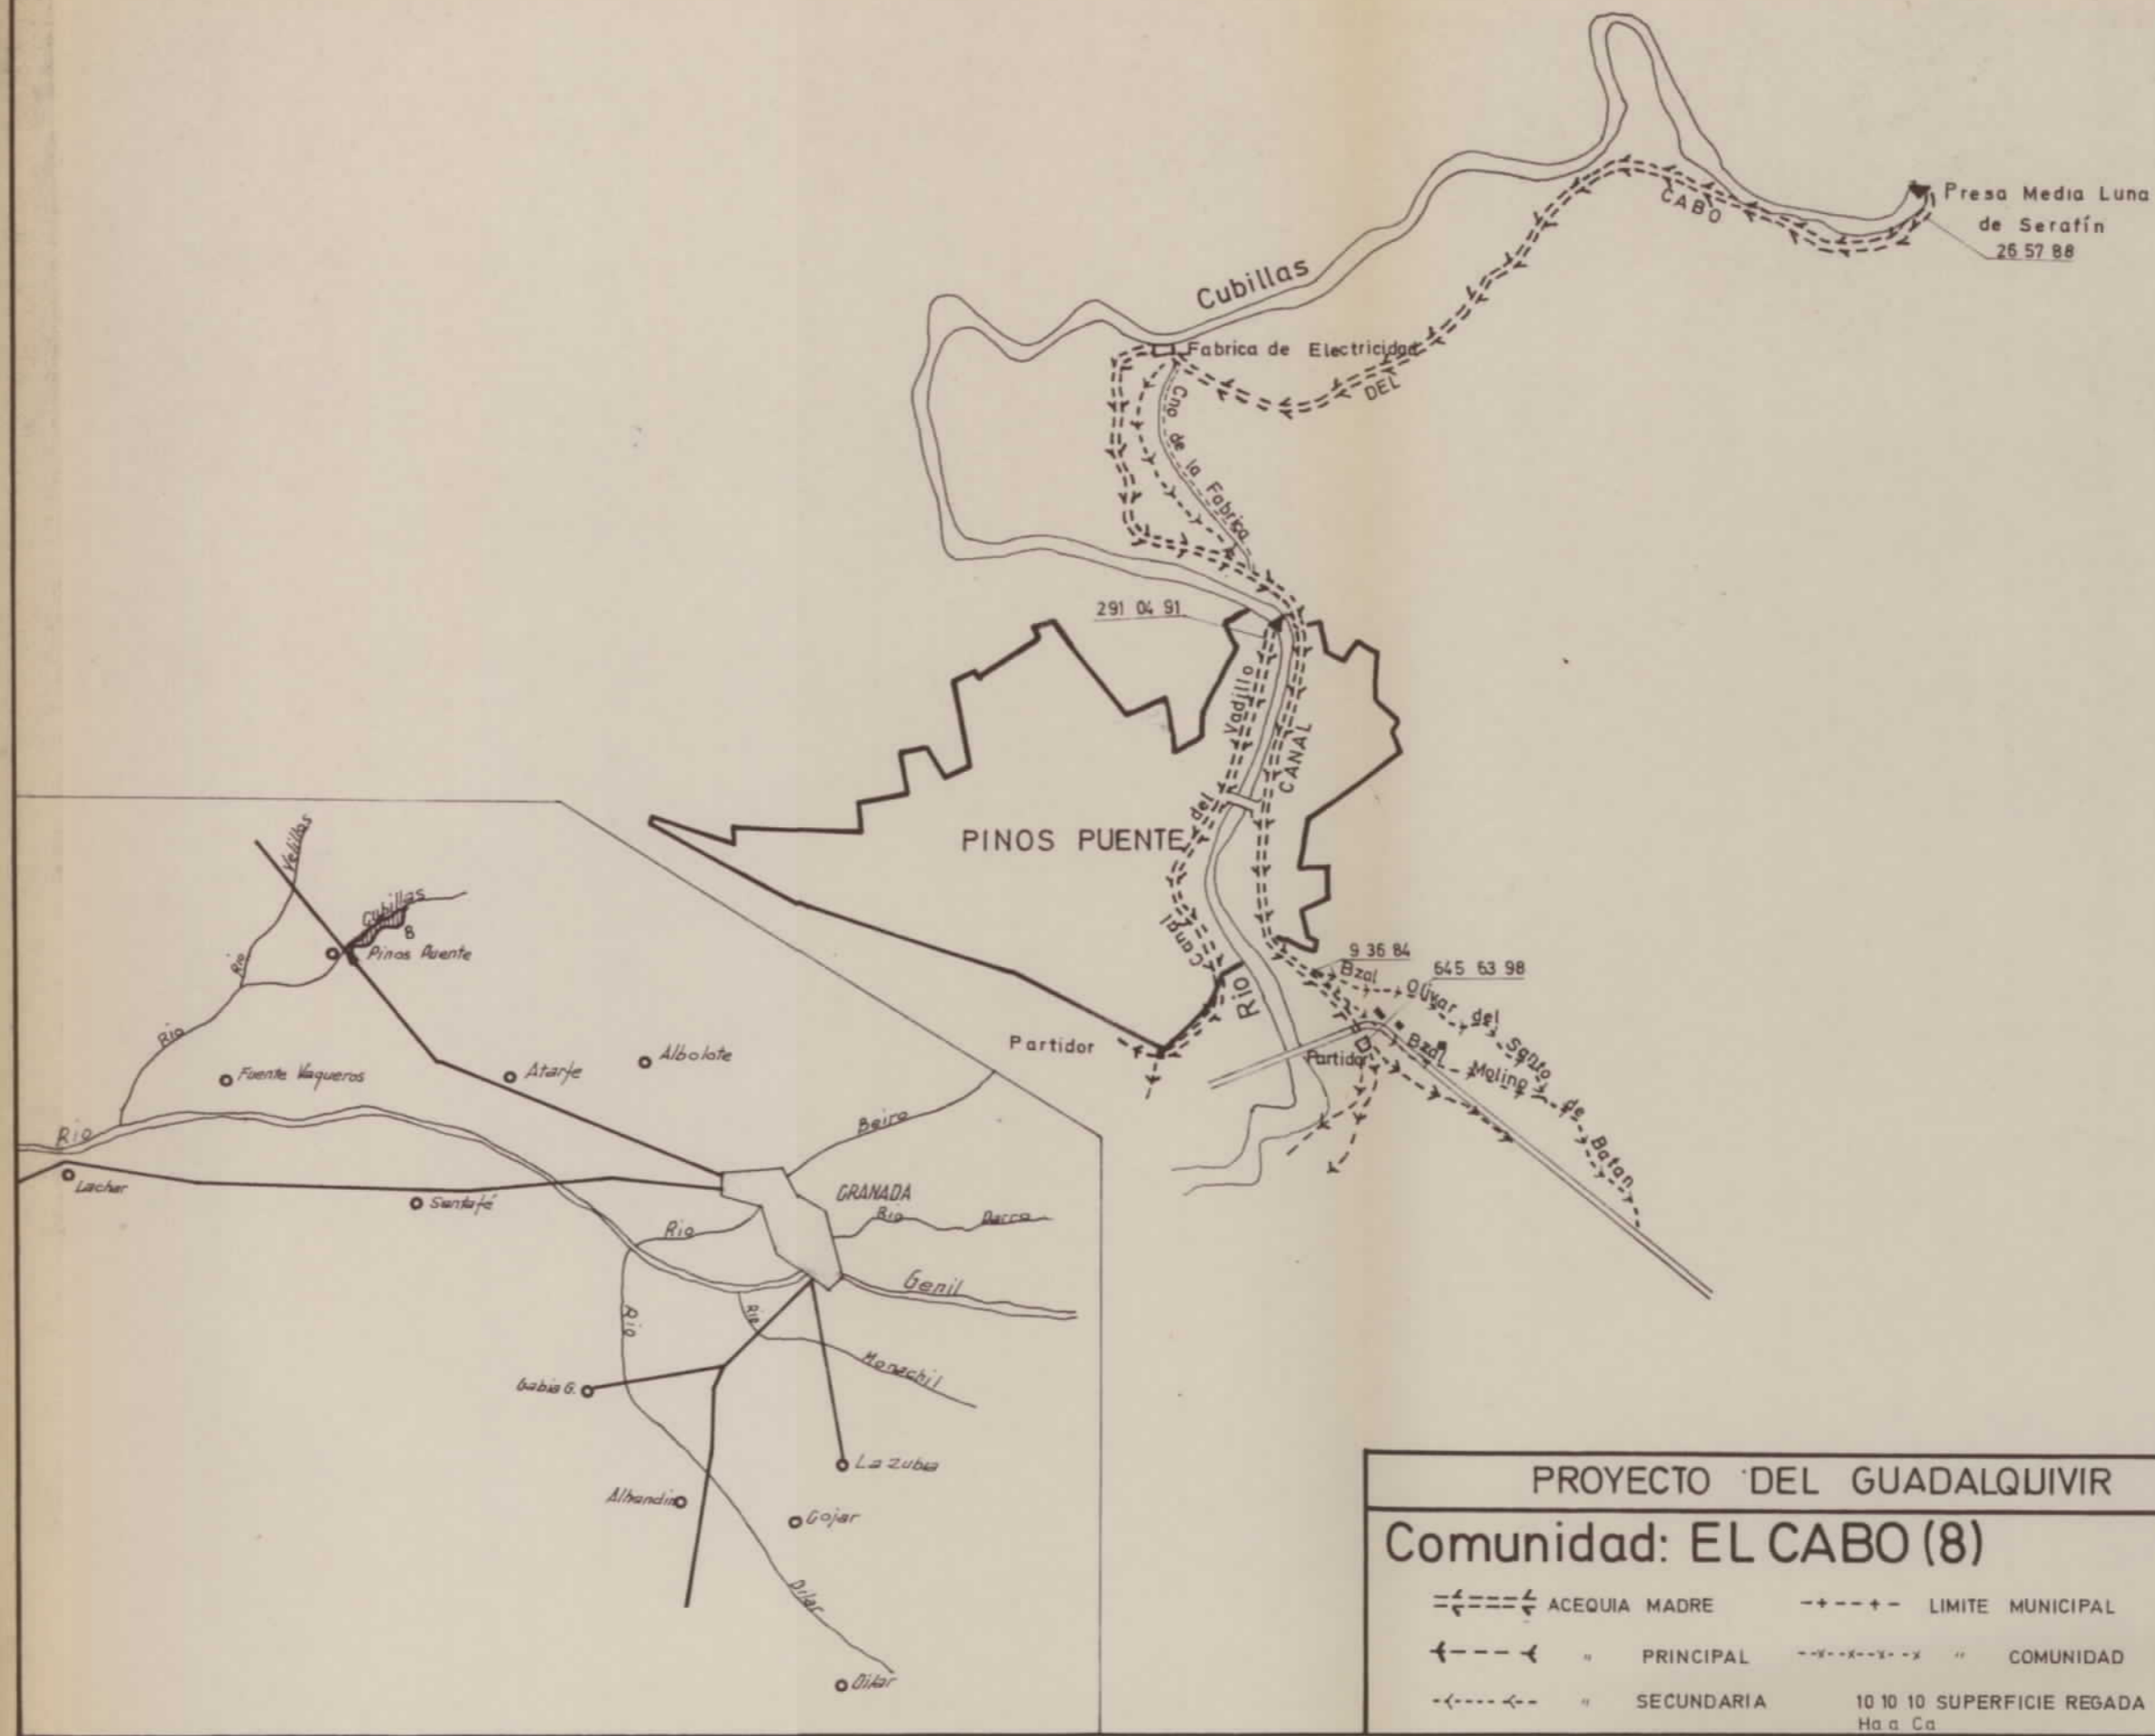 Presa Media Luna
de Serafín
26 57 88
CABO
Cubillas
Fabrica de Electricidad
DEL
Cno de la Fabrica
291 04 91
Canal del Vadillo
CANAL
PINOS PUENTE
Rio
9 36 84
645 63 98
Bzal Olivar del Santo
Bzal Molino de Batan
Partidor
Partidor
Rio Velillos
Cubillas
8
Pinos Puente
Rio
Fuente Vaqueros
Atarfe
Albolote
Rio
Beiro
Lachar
Santafé
GRANADA
Rio
Rio Darro
Genil
Rio
Rio
Monachil
Gabia G.
La Zubia
Alhendin
Gojar
Dilar
Dilar
PROYECTO DEL GUADALQUIVIR
Comunidad: EL CABO (8)
ACEQUIA MADRE
LIMITE MUNICIPAL
" PRINCIPAL
" COMUNIDAD
" SECUNDARIA
10 10 10 SUPERFICIE REGADA
Ha a Ca